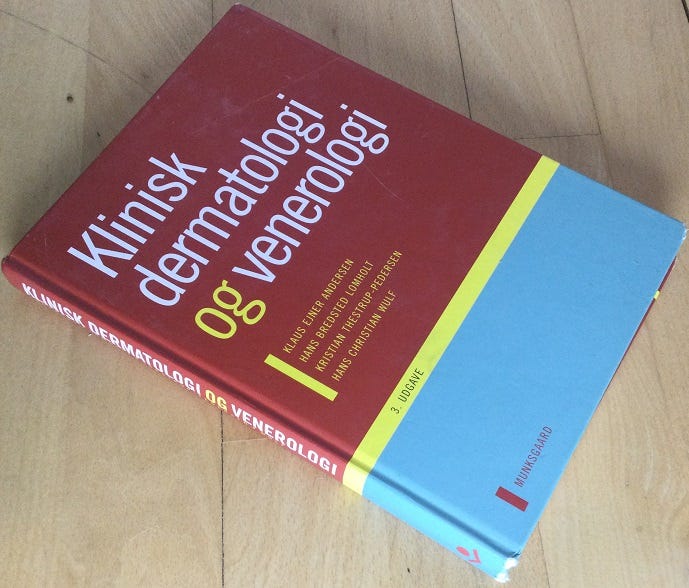 Klinisk
dermatologi
og venerologi
KLAUS EJNER ANDERSEN
HANS BREDSTED LOMHOLT
KRISTIAN THESTRUP-PEDERSEN
HANS CHRISTIAN WULF
3. UDGAVE
MUNKSGAARD
KLINISK DERMATOLOGI OG VENEROLOGI